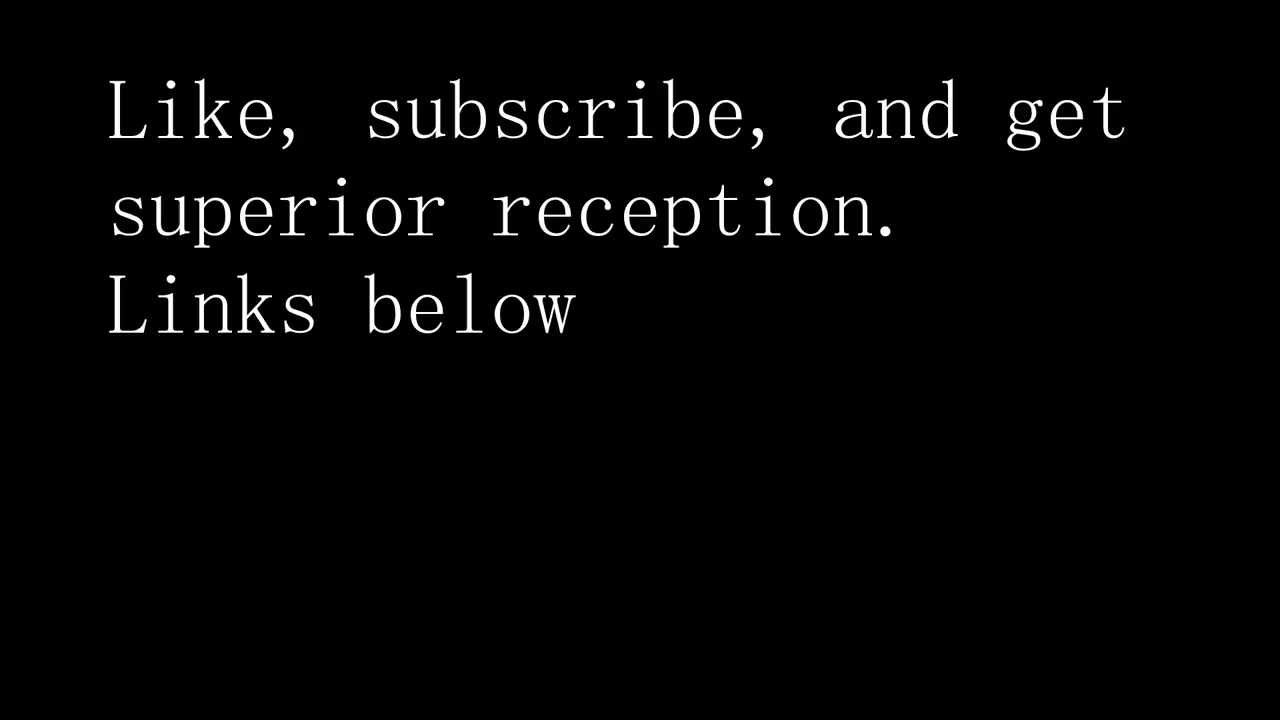 Like, subscribe, and get
superior reception.
Links below